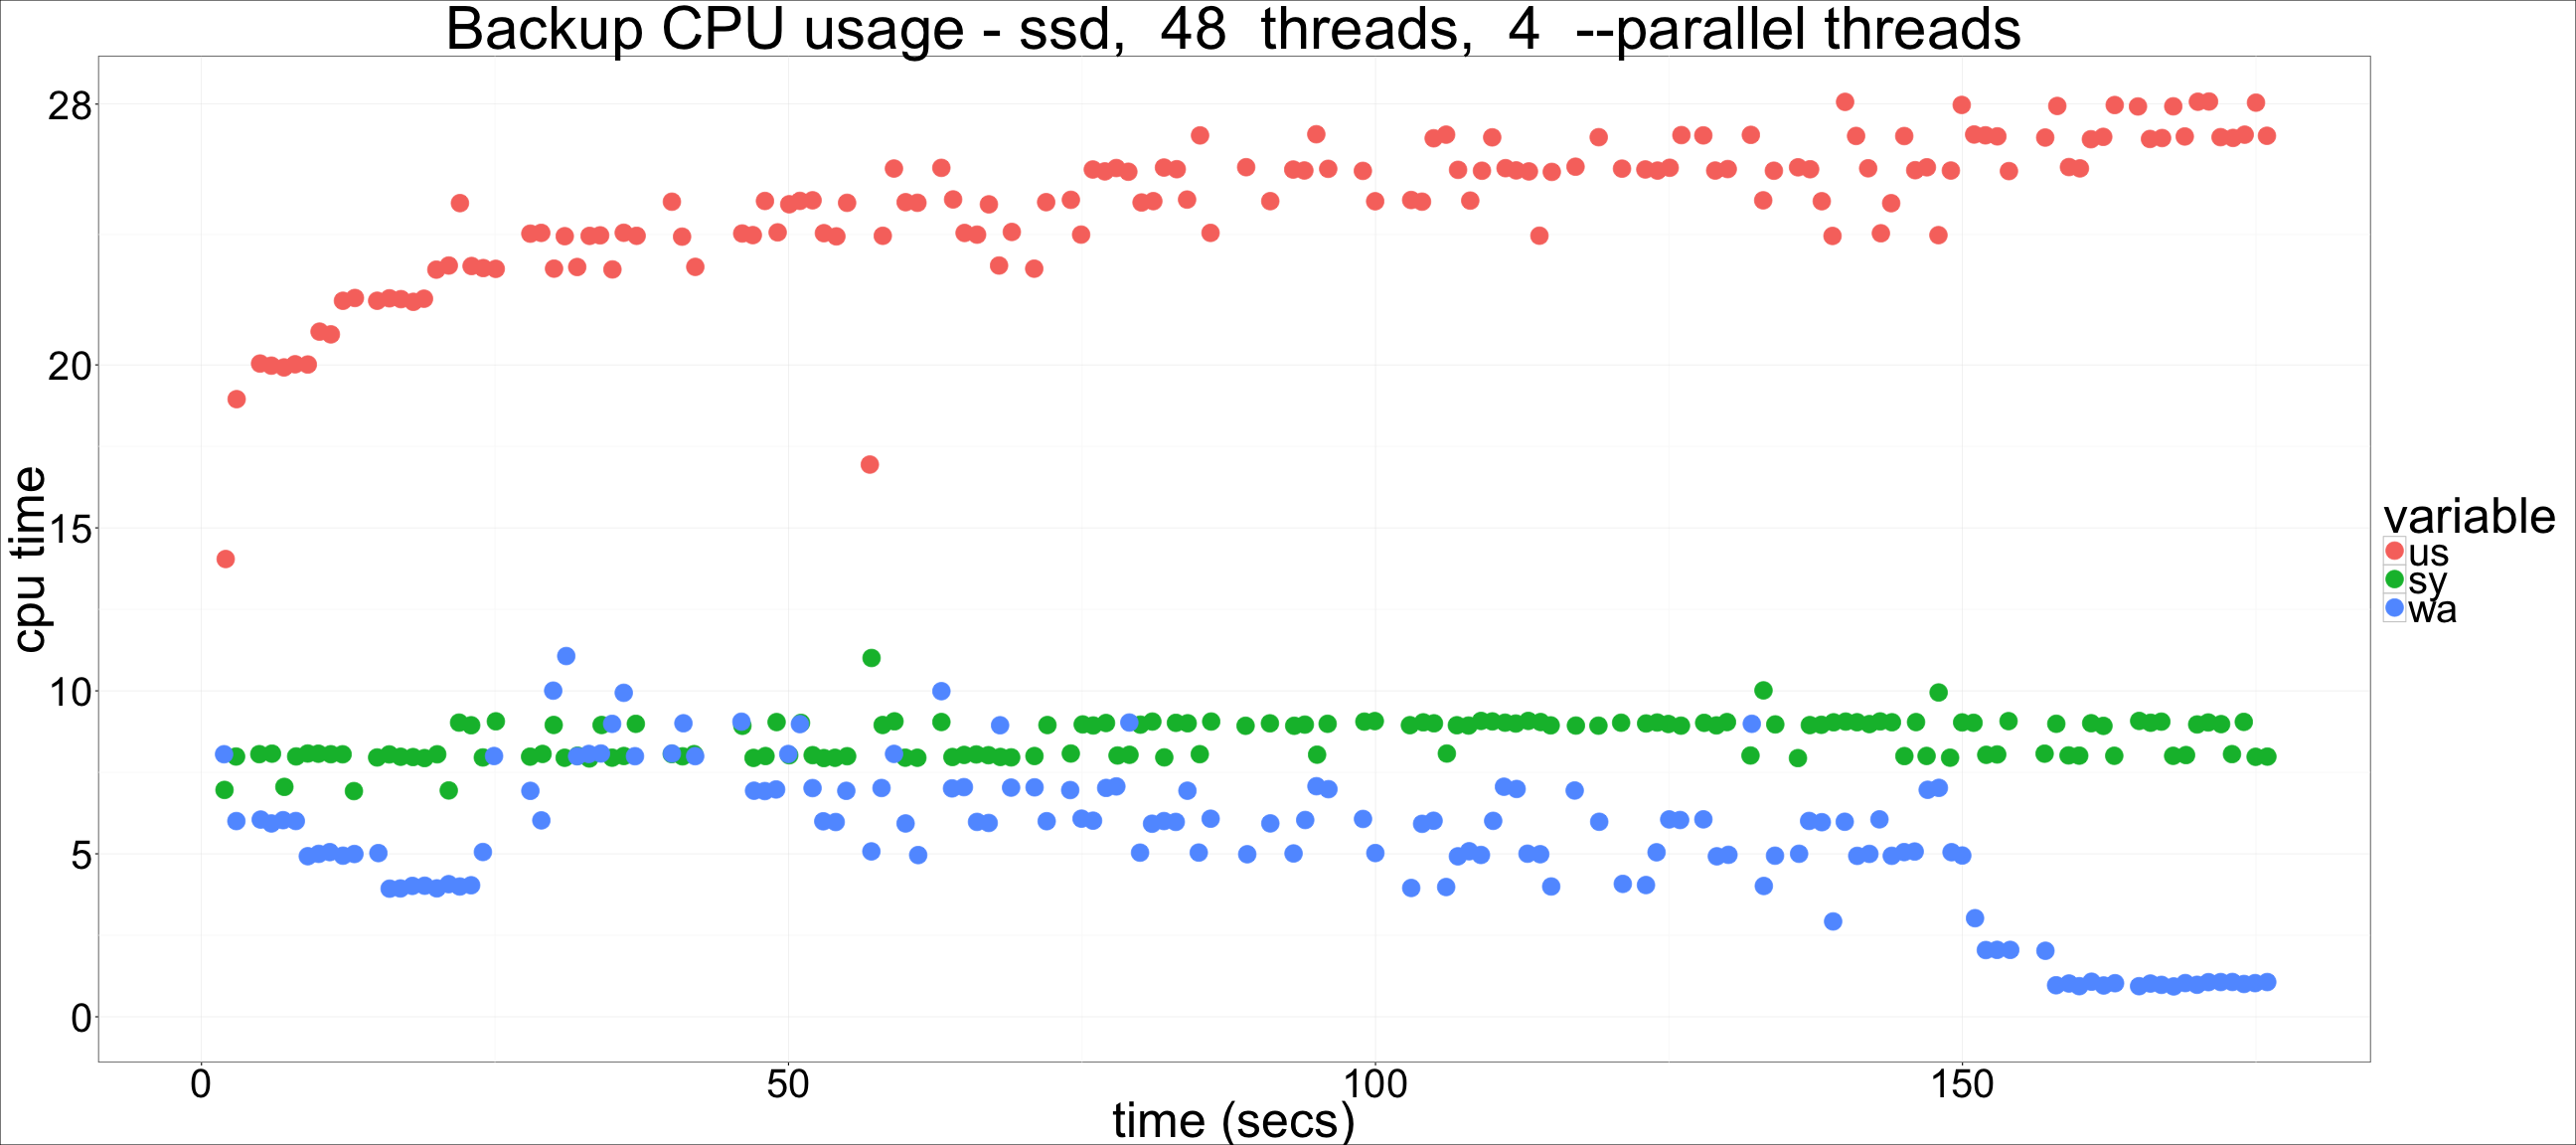 Backup CPU usage - ssd,  48  threads,  4  --parallel threads
28
20
15
10
5
0
cpu time
0 50 100 150
time (secs)
variable
us
sy
wa